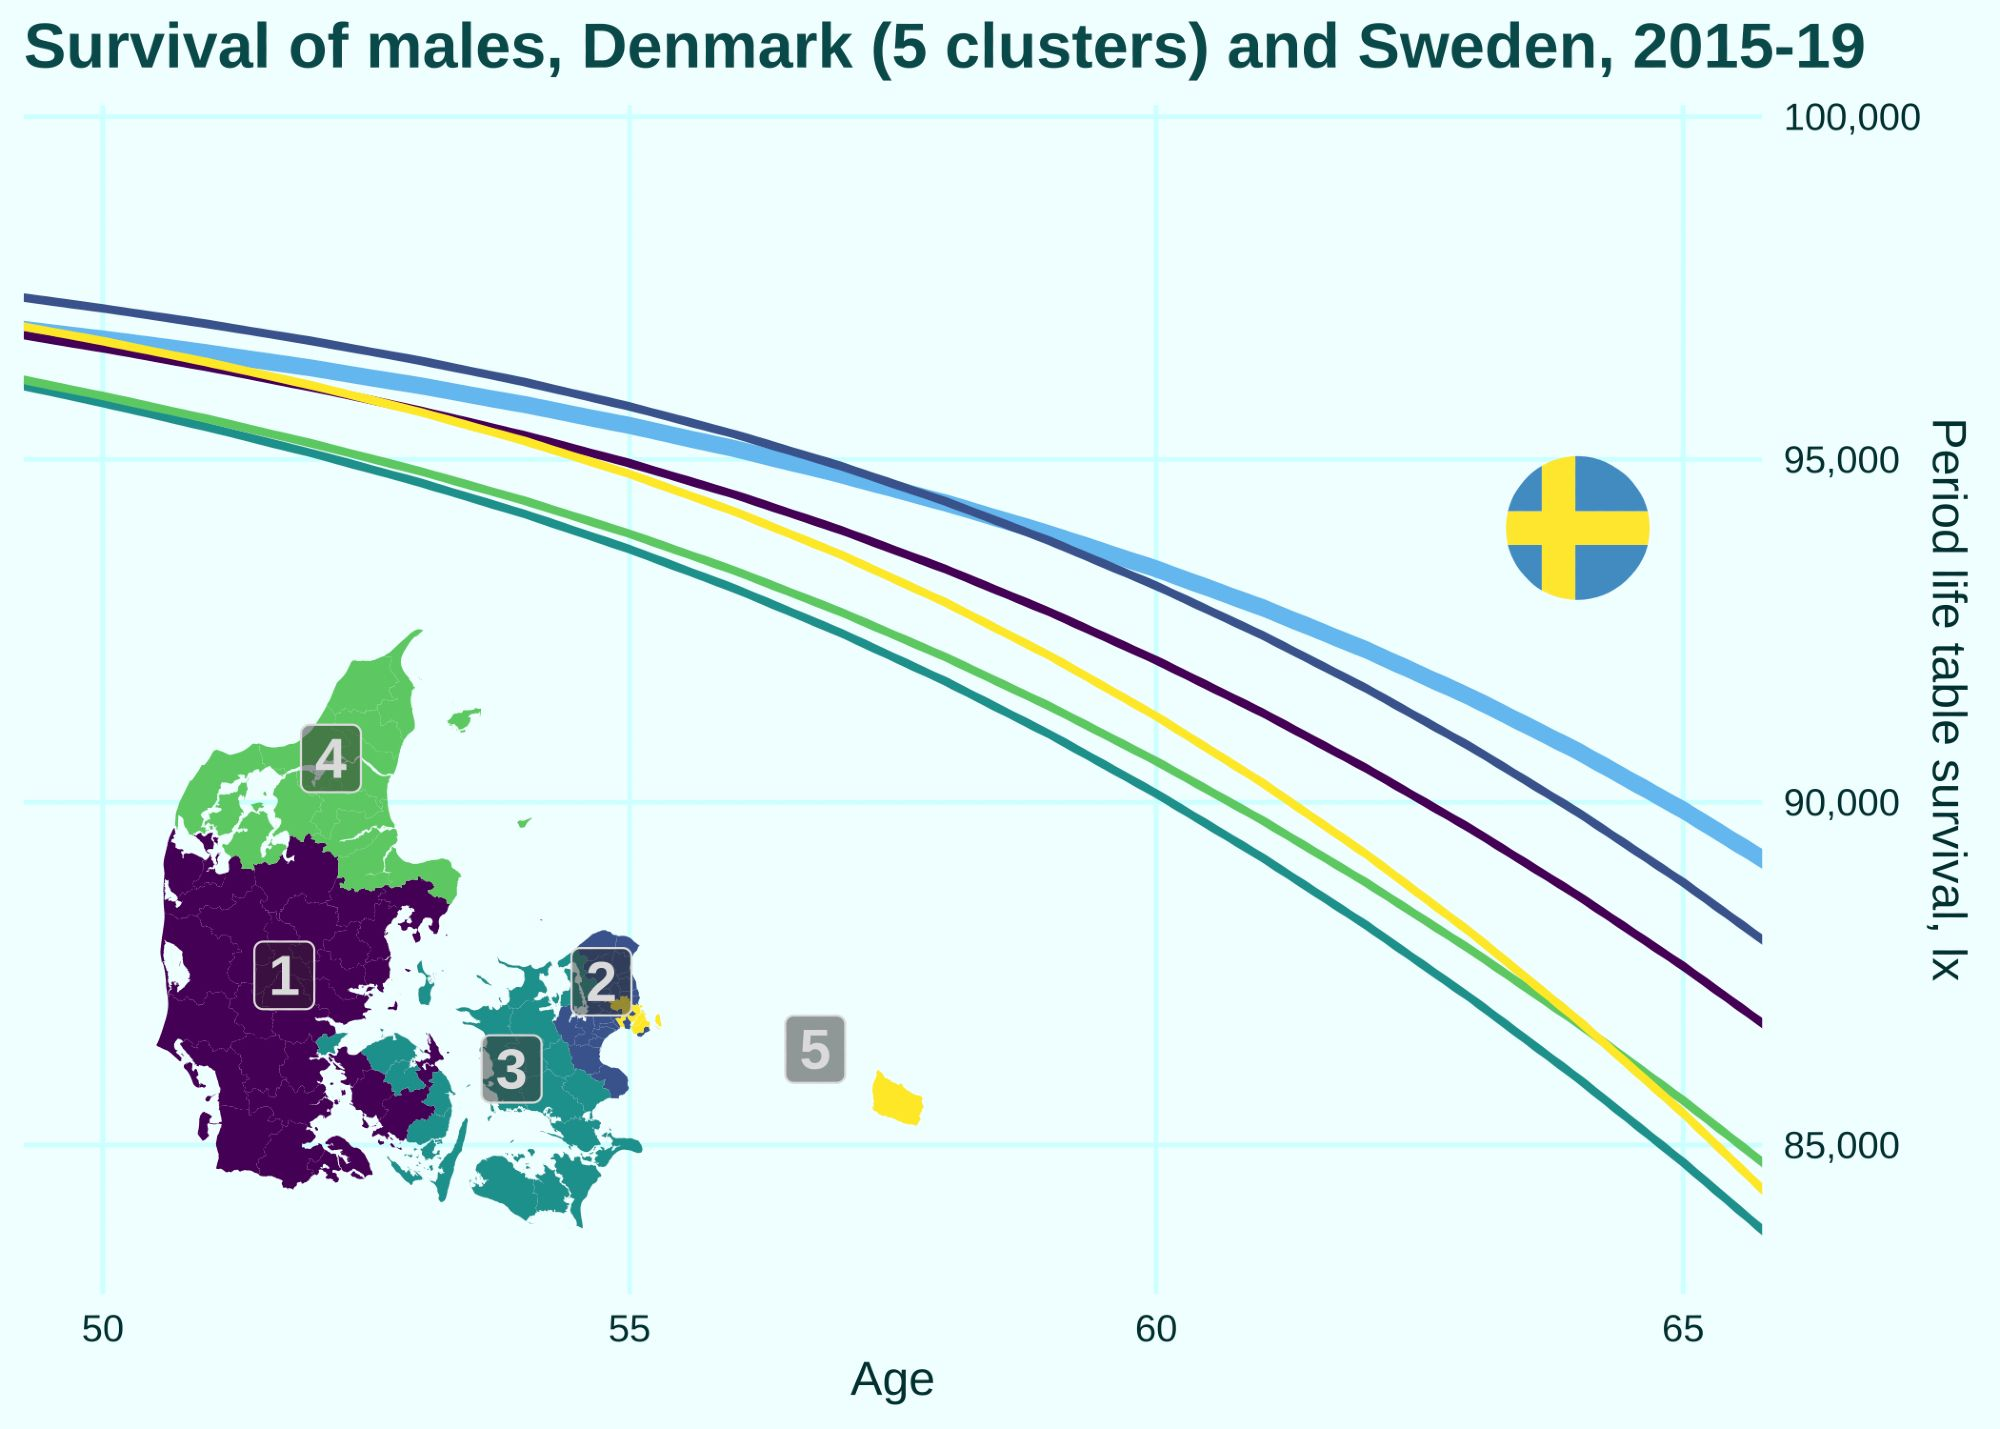 Survival of males, Denmark (5 clusters) and Sweden, 2015-19
100,000
95,000
90,000
85,000
Period life table survival, lx
4
1
2
3
5
50 55 60 65
Age